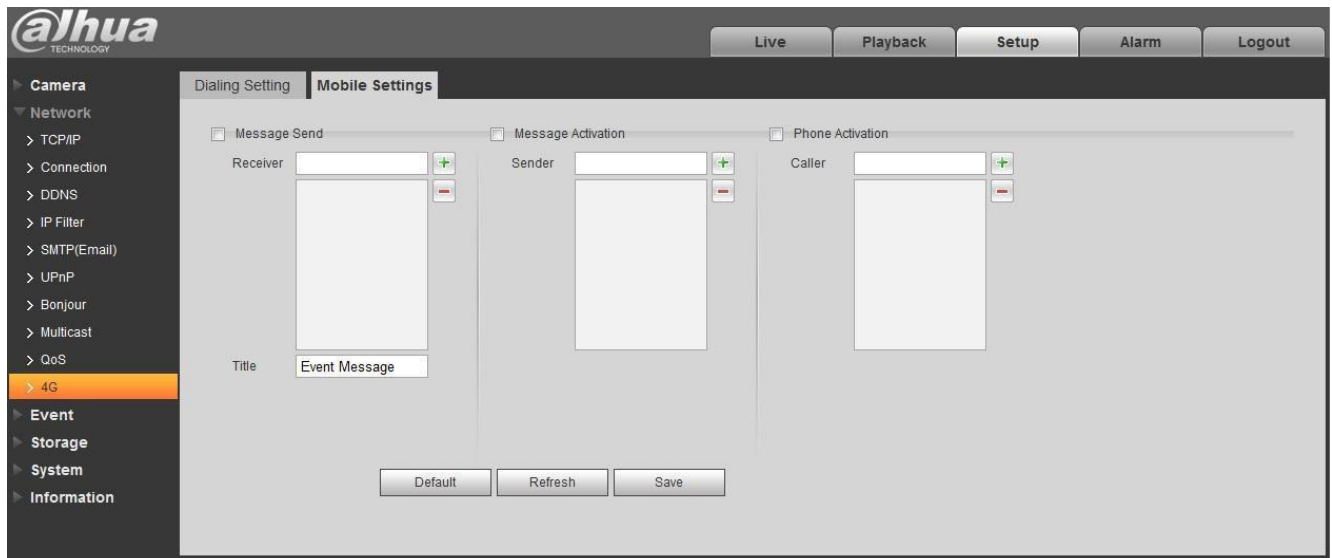 alhua
TECHNOLOGY
Live Playback Setup Alarm Logout
Camera
Network
TCP/IP
Connection
DDNS
IP Filter
SMTP(Email)
UPnP
Bonjour
Multicast
QoS
4G
Event
Storage
System
Information
Dialing Setting Mobile Settings
Message Send Message Activation Phone Activation
Receiver Sender Caller
Title Event Message
Default Refresh Save